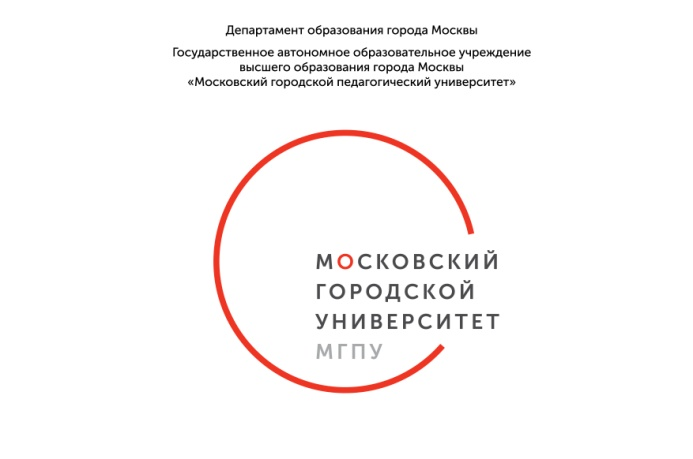 Департамент образования города Москвы
Государственное автономное образовательное учреждение
высшего образования города Москвы
«Московский городской педагогический университет»
МОСКОВСКИЙ
ГОРОДСКОЙ
УНИВЕРСИТЕТ
МГПУ